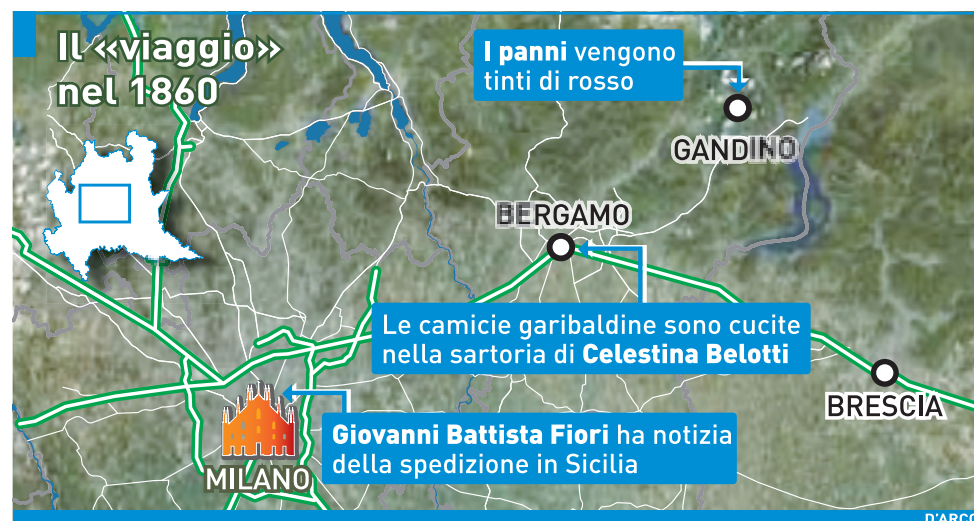 Il «viaggio»
nel 1860
I panni vengono
tinti di rosso
GANDINO
BERGAMO
Le camicie garibaldine sono cucite
nella sartoria di Celestina Belotti
BRESCIA
Giovanni Battista Fiori ha notizia
della spedizione in Sicilia
MILANO
D'ARCO